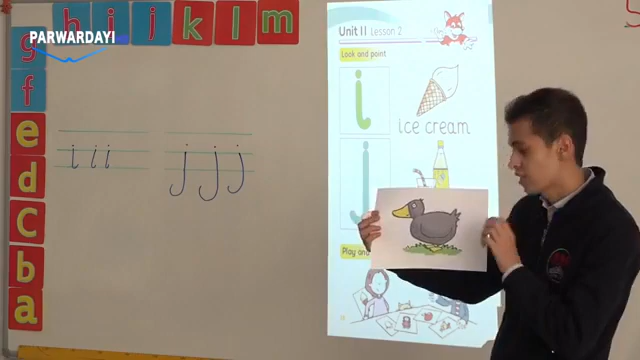 PARWARDAYI
g h i j k l m
f
e
d
c
b
a
i i i
j j j
Unit 11 Lesson 2
Look and point
i
ice cream
j
Play and